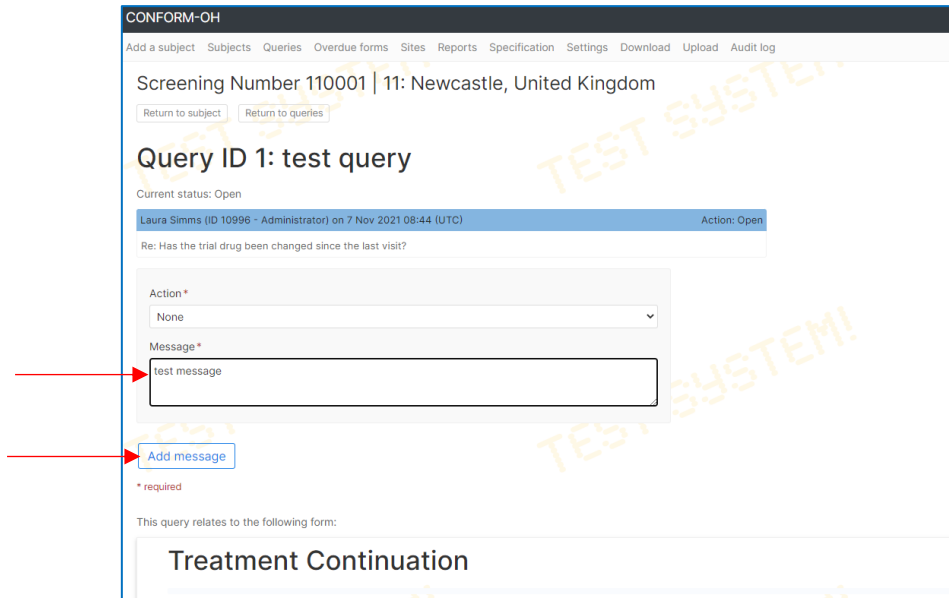 CONFORM-OH
Add a subject Subjects Queries Overdue forms Sites Reports Specification Settings Download Upload Audit log
Screening Number 110001 | 11: Newcastle, United Kingdom
Return to subject Return to queries
Query ID 1: test query
Current status: Open
Laura Simms (ID 10996 - Administrator) on 7 Nov 2021 08:44 (UTC) Action: Open
Re: Has the trial drug been changed since the last visit?
Action *
None
Message *
test message
Add message
* required
This query relates to the following form:
Treatment Continuation
TEST SYSTEM!
TEST SYSTEM!